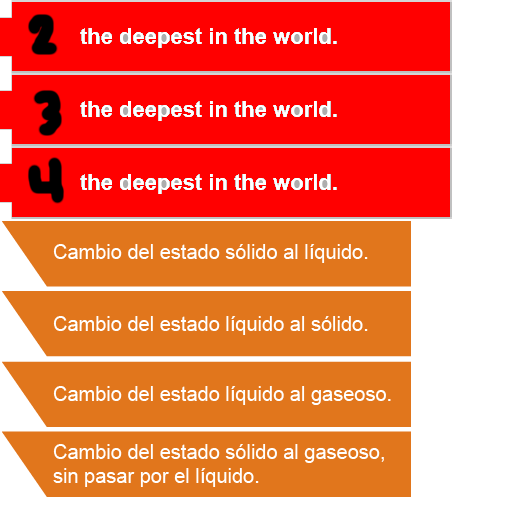 2 the deepest in the world.
3 the deepest in the world.
4 the deepest in the world.
Cambio del estado sólido al líquido.
Cambio del estado líquido al sólido.
Cambio del estado líquido al gaseoso.
Cambio del estado sólido al gaseoso,
sin pasar por el líquido.